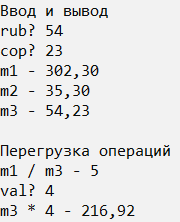 Ввод и вывод
rub? 54
cop? 23
m1 - 302,30
m2 - 35,30
m3 - 54,23

Перегрузка операций
m1 / m3 - 5
val? 4
m3 * 4 - 216,92